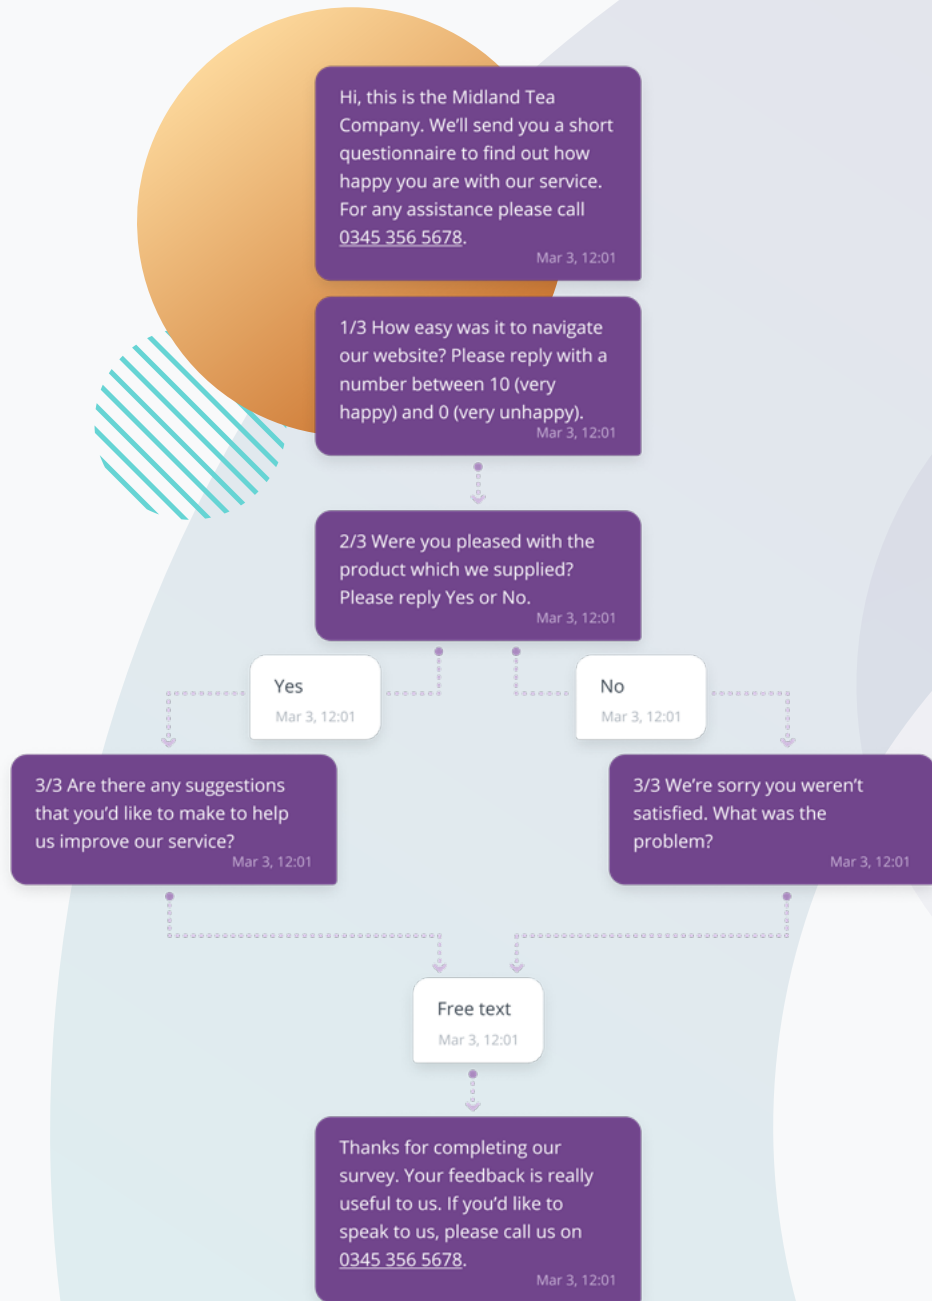 Hi, this is the Midland Tea
Company. We’ll send you a short
questionnaire to find out how
happy you are with our service.
For any assistance please call
0345 356 5678.
Mar 3, 12:01
1/3 How easy was it to navigate
our website? Please reply with a
number between 10 (very
happy) and 0 (very unhappy).
Mar 3, 12:01
2/3 Were you pleased with the
product which we supplied?
Please reply Yes or No.
Mar 3, 12:01
Yes
Mar 3, 12:01
No
Mar 3, 12:01
3/3 Are there any suggestions
that you’d like to make to help
us improve our service?
Mar 3, 12:01
3/3 We’re sorry you weren’t
satisfied. What was the
problem?
Mar 3, 12:01
Free text
Mar 3, 12:01
Thanks for completing our
survey. Your feedback is really
useful to us. If you’d like to
speak to us, please call us on
0345 356 5678.
Mar 3, 12:01